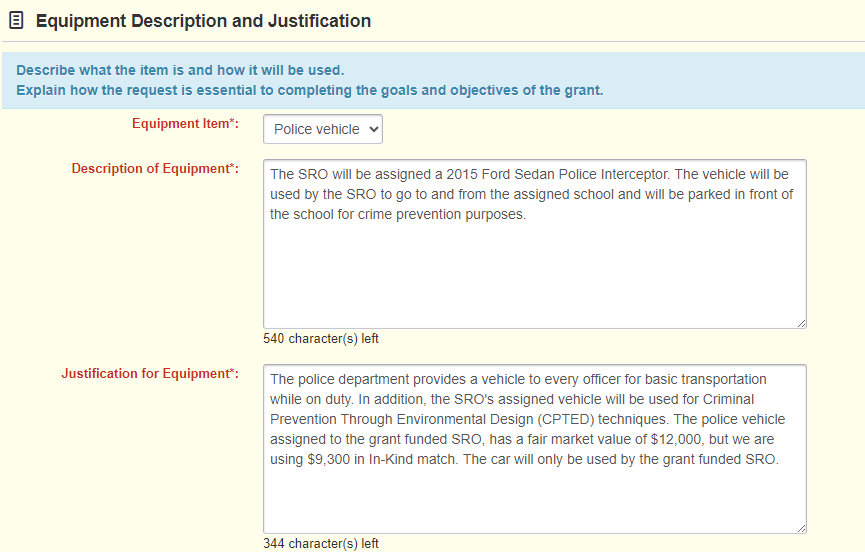 Equipment Description and Justification
Describe what the item is and how it will be used.
Explain how the request is essential to completing the goals and objectives of the grant.
Equipment Item*:
Police vehicle
Description of Equipment*:
The SRO will be assigned a 2015 Ford Sedan Police Interceptor. The vehicle will be
used by the SRO to go to and from the assigned school and will be parked in front of
the school for crime prevention purposes.
540 character(s) left
Justification for Equipment*:
The police department provides a vehicle to every officer for basic transportation
while on duty. In addition, the SRO's assigned vehicle will be used for Criminal
Prevention Through Environmental Design (CPTED) techniques. The police vehicle
assigned to the grant funded SRO, has a fair market value of $12,000, but we are
using $9,300 in In-Kind match. The car will only be used by the grant funded SRO.
344 character(s) left